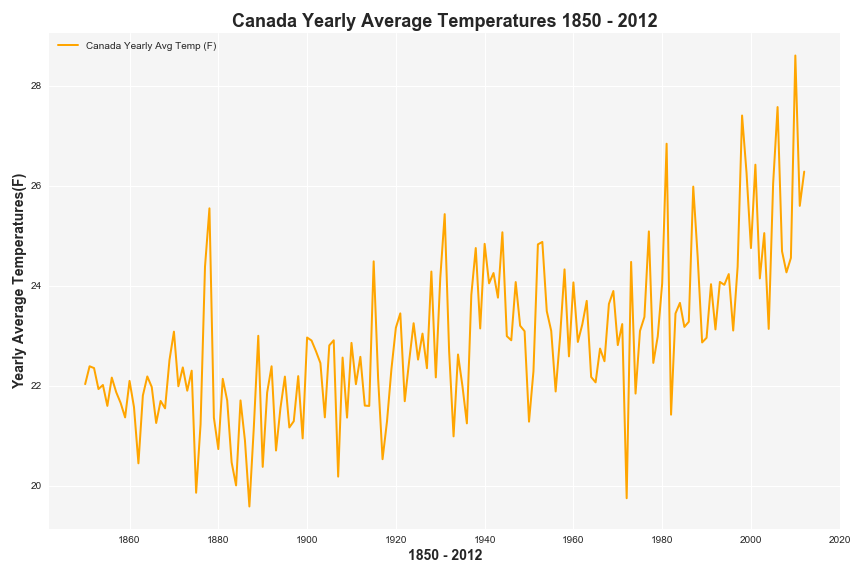 Canada Yearly Average Temperatures 1850 - 2012
Canada Yearly Avg Temp (F)
Yearly Average Temperatures(F)
28
26
24
22
20
1860 1880 1900 1920 1940 1960 1980 2000 2020
1850 - 2012